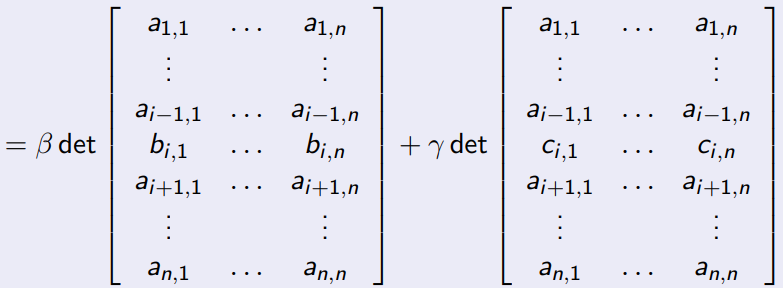 a_{1,1} … a_{1,n} a_{1,1} … a_{1,n}
⋮ ⋮ ⋮ ⋮
a_{i−1,1} … a_{i−1,n} a_{i−1,1} … a_{i−1,n}
= β det b_{i,1} … b_{i,n} + γ det c_{i,1} … c_{i,n}
a_{i+1,1} … a_{i+1,n} a_{i+1,1} … a_{i+1,n}
⋮ ⋮ ⋮ ⋮
a_{n,1} … a_{n,n} a_{n,1} … a_{n,n}